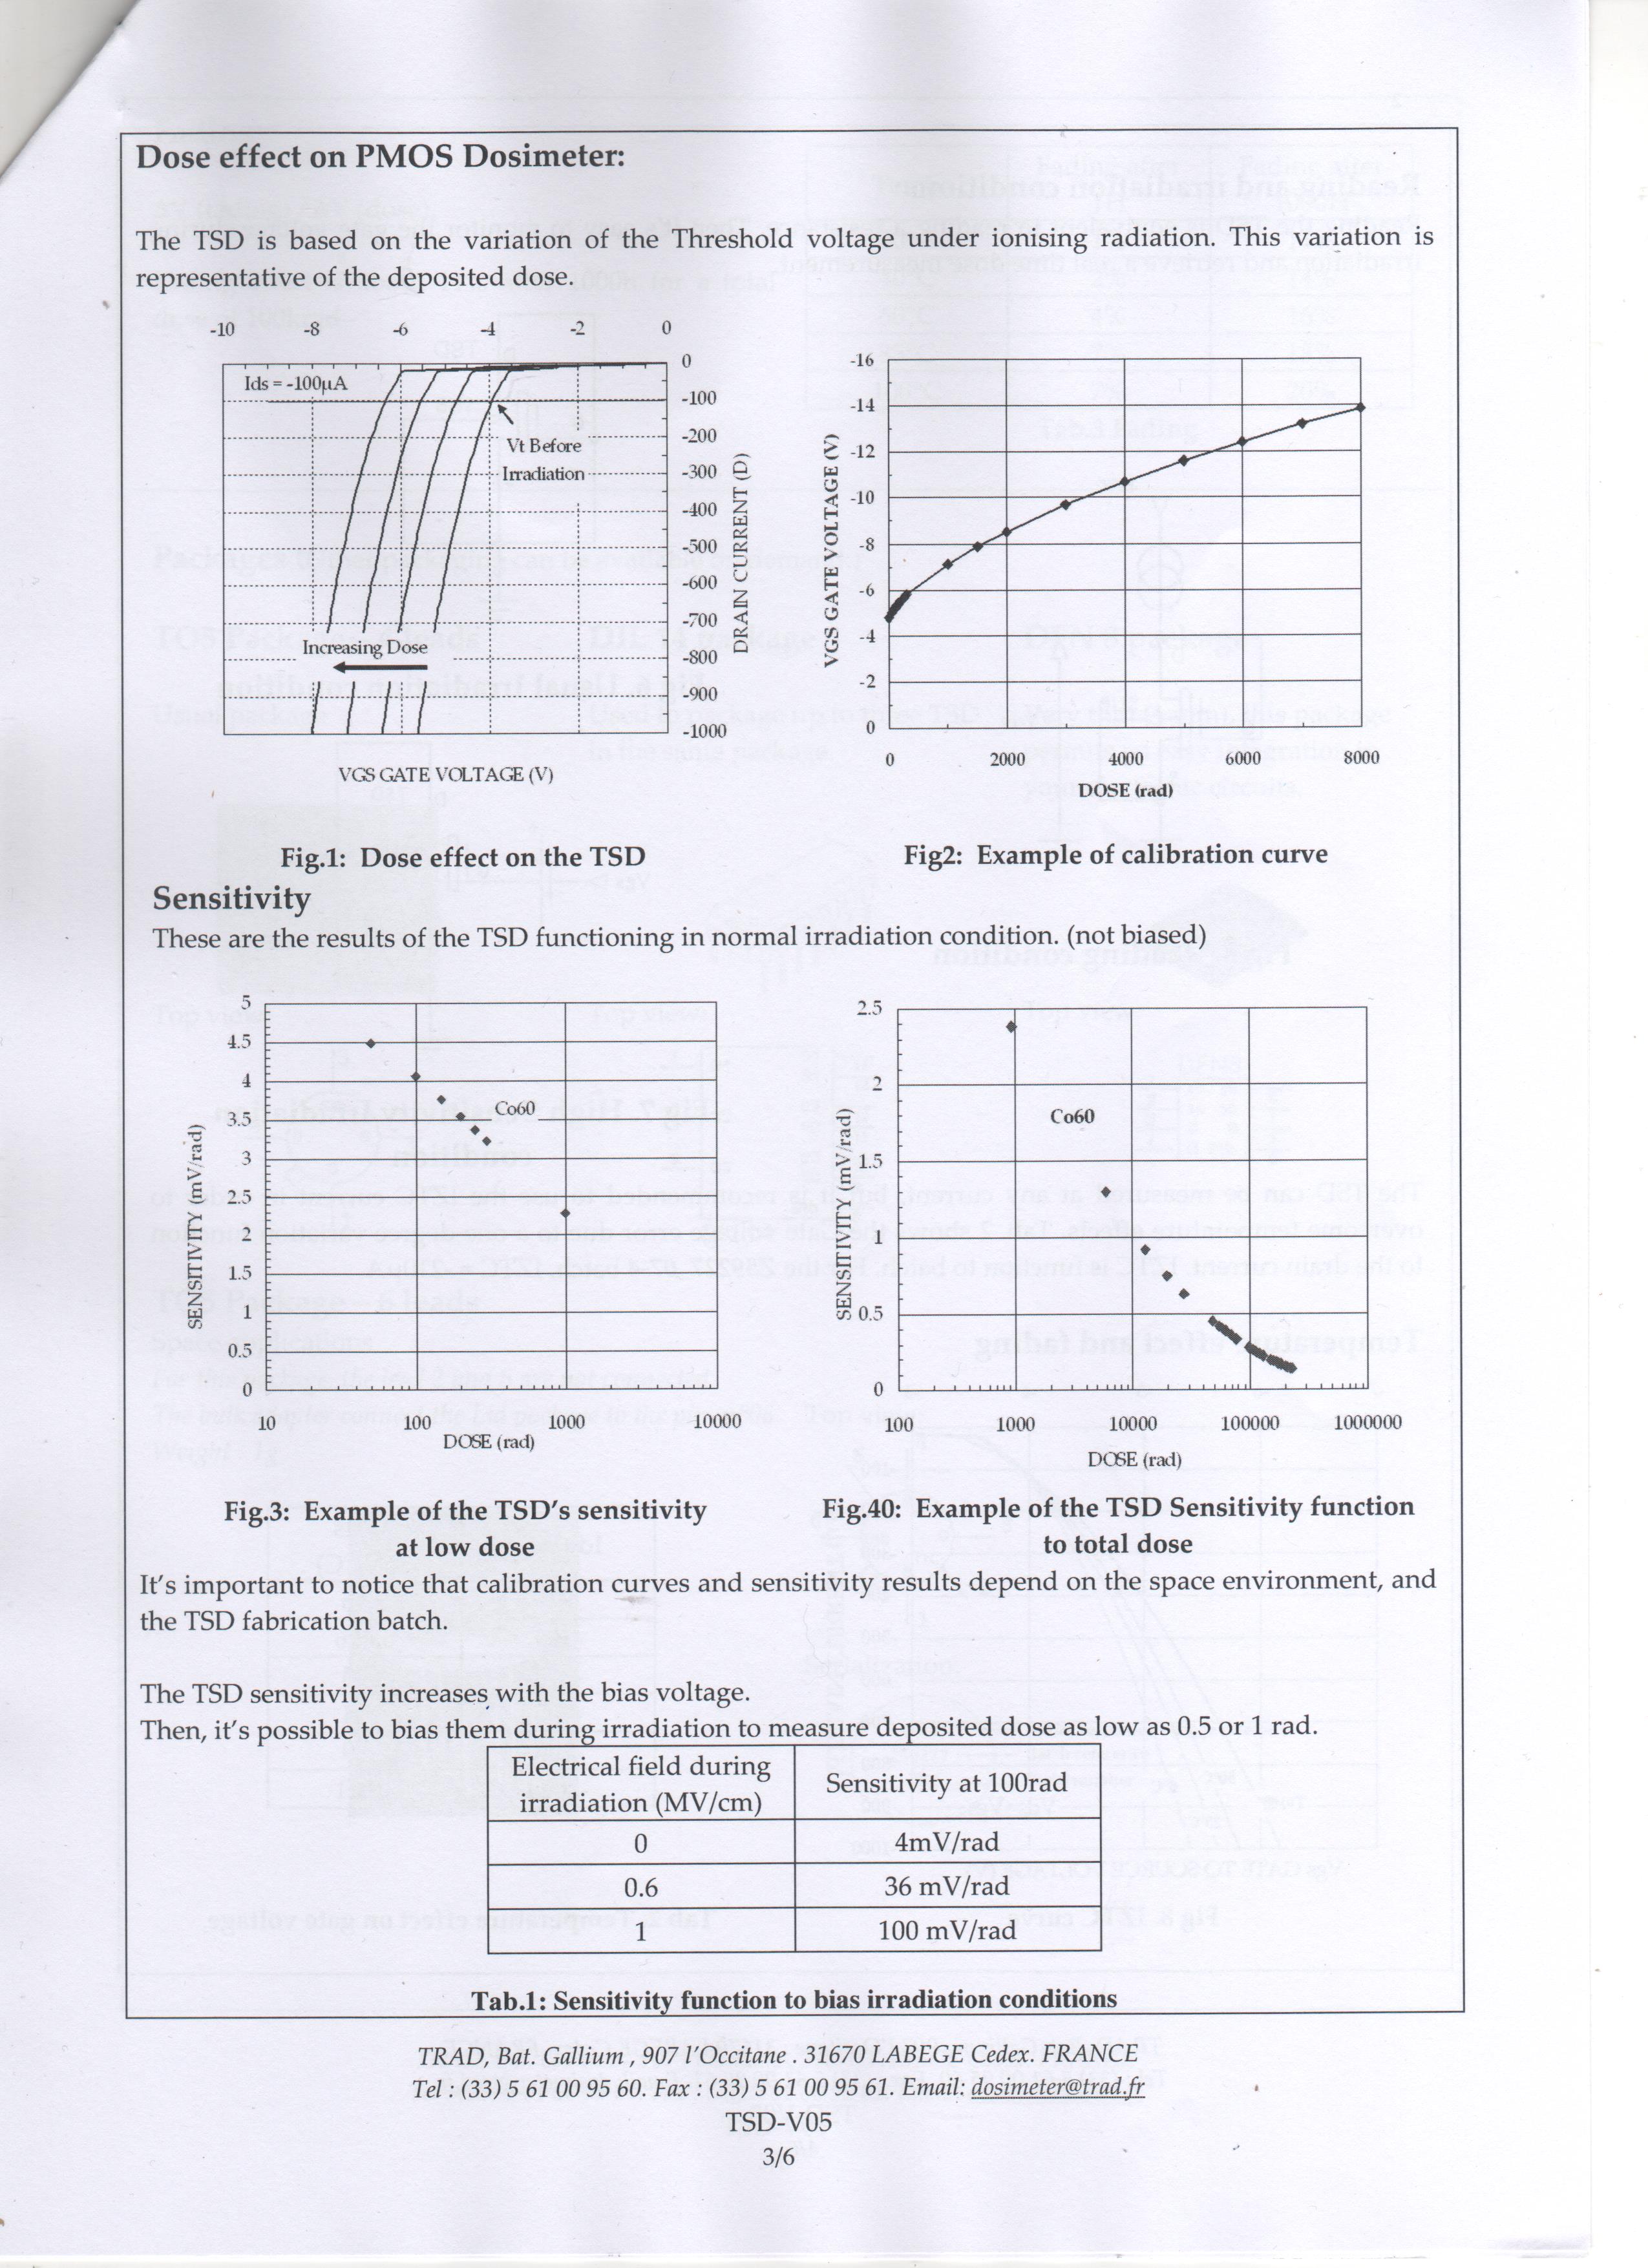 Dose effect on PMOS Dosimeter:
The TSD is based on the variation of the Threshold voltage under ionising radiation. This variation is
representative of the deposited dose.
-10 -8 -6 -4 -2 0
Ids = -100µA
Vt Before
Irradiation
Increasing Dose
0
-100
-200
-300
-400
-500
-600
-700
-800
-900
-1000
DRAIN CURRENT (D)
VGS GATE VOLTAGE (V)
VGS GATE VOLTAGE (V)
-16
-14
-12
-10
-8
-6
-4
-2
0
0 2000 4000 6000 8000
DOSE (rad)
Fig.1: Dose effect on the TSD
Fig2: Example of calibration curve
Sensitivity
These are the results of the TSD functioning in normal irradiation condition. (not biased)
SENSITIVITY (mV/rad)
5
4.5
4
3.5
3
2.5
2
1.5
1
0.5
0
Co60
10 100 1000 10000
DOSE (rad)
SENSITIVITY (mV/rad)
2.5
2
1.5
1
0.5
0
Co60
100 1000 10000 100000 1000000
DOSE (rad)
Fig.3: Example of the TSD's sensitivity
at low dose
Fig.40: Example of the TSD Sensitivity function
to total dose
It's important to notice that calibration curves and sensitivity results depend on the space environment, and
the TSD fabrication batch.
The TSD sensitivity increases with the bias voltage.
Then, it's possible to bias them during irradiation to measure deposited dose as low as 0.5 or 1 rad.
Electrical field during
irradiation (MV/cm)
Sensitivity at 100rad
0 4mV/rad
0.6 36 mV/rad
1 100 mV/rad
Tab.1: Sensitivity function to bias irradiation conditions
TRAD, Bat. Gallium , 907 l'Occitane . 31670 LABEGE Cedex. FRANCE
Tel : (33) 5 61 00 95 60. Fax : (33) 5 61 00 95 61. Email: dosimeter@trad.fr
TSD-V05
3/6